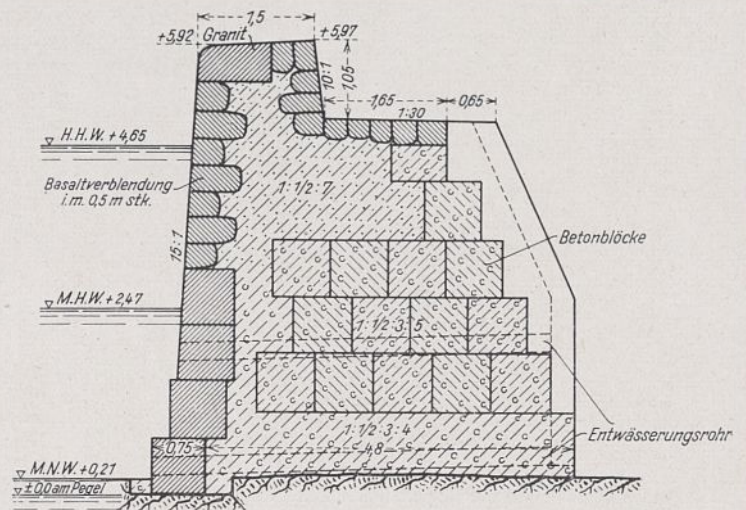 1,5
+5,92 Granit +5,97
10:1
1,05
1,65 0,65
1:30
H.H.W. +4,65
Basaltverblendung
i.m. 0,5 m stk.
1:1/2:7
15:1
Betonblöcke
M.H.W. +2,47
1:1/2:3,5
1:1/2:3:4
0,75 4,8
Entwässerungsrohr
M.N.W. +0,21
±0,0 am Pegel